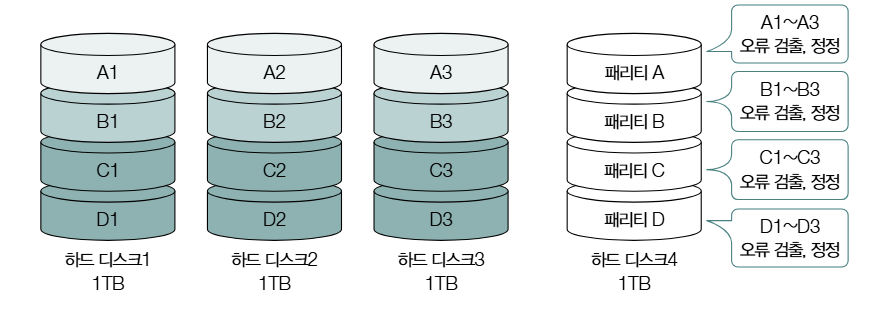 A1 A2 A3 패리티 A
B1 B2 B3 패리티 B
C1 C2 C3 패리티 C
D1 D2 D3 패리티 D
하드 디스크1
1TB
하드 디스크2
1TB
하드 디스크3
1TB
하드 디스크4
1TB
A1~A3
오류 검출, 정정
B1~B3
오류 검출, 정정
C1~C3
오류 검출, 정정
D1~D3
오류 검출, 정정